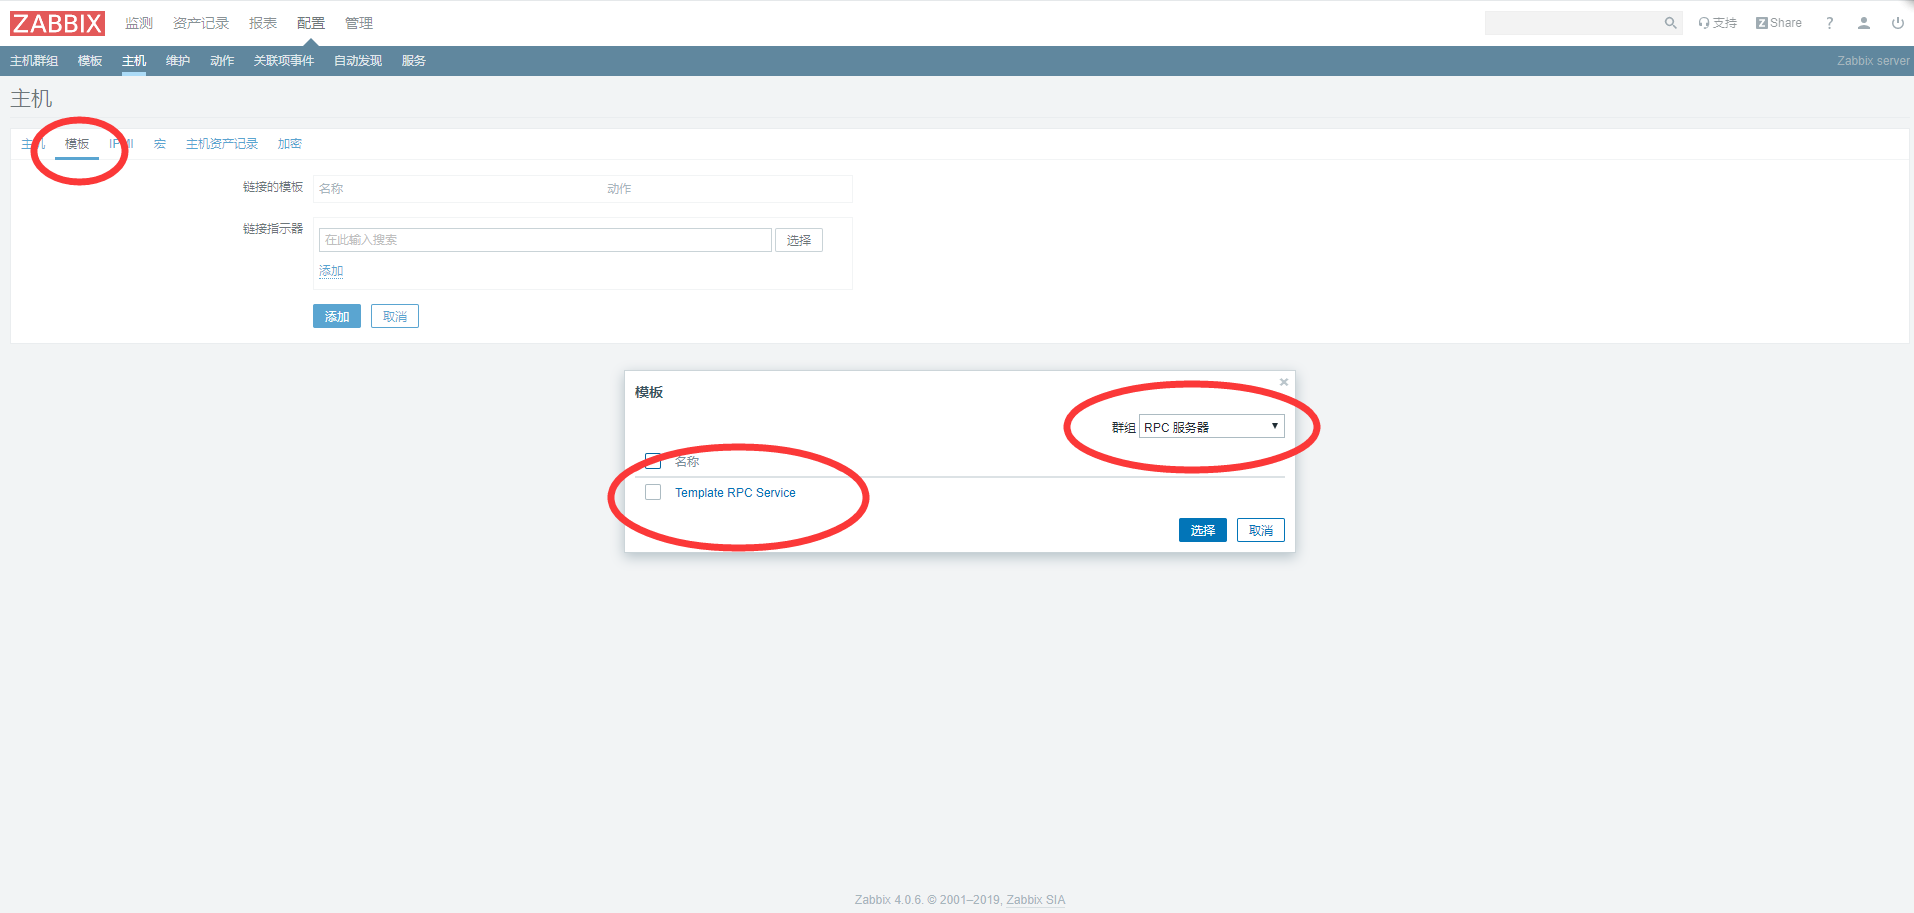 ZABBIX 监测 资产记录 报表 配置 管理 支持 Z Share ?
主机群组 模板 主机 维护 动作 关联项事件 自动发现 服务 Zabbix server
主机
主机 模板 IPMI 宏 主机资产记录 加密
链接的模板 名称 动作
链接指示器
在此输入搜索 选择
添加
添加 取消
模板
群组 RPC 服务器
名称
Template RPC Service
选择 取消
Zabbix 4.0.6. © 2001–2019, Zabbix SIA